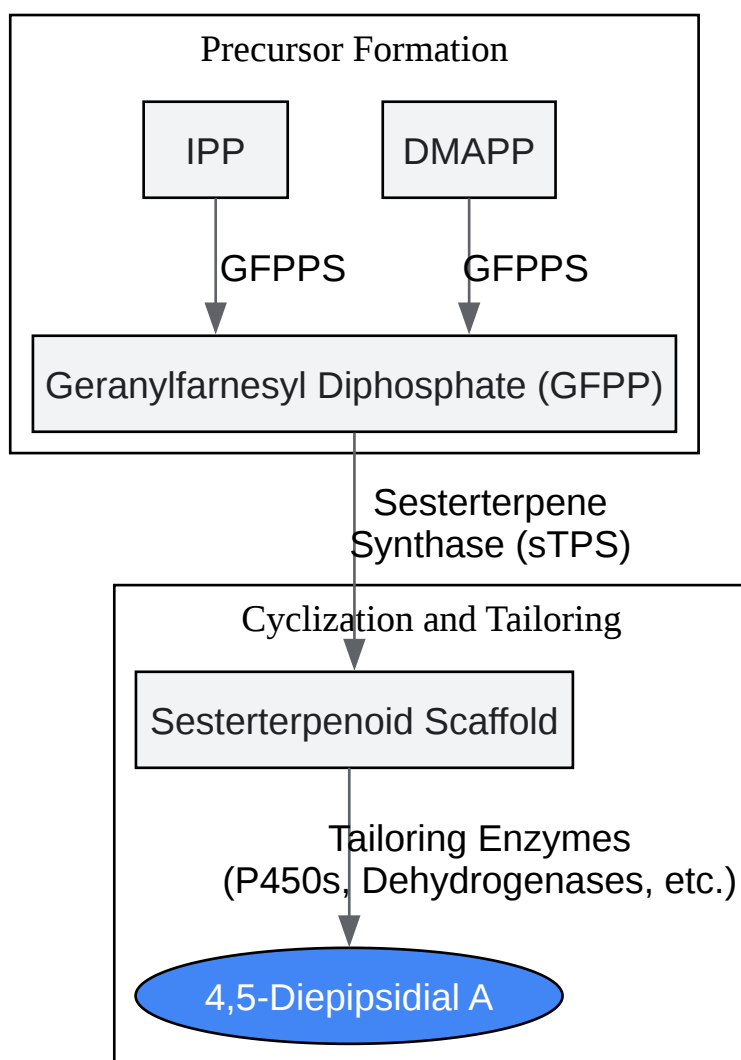 Precursor Formation
IPP
DMAPP
GFPPS
GFPPS
Geranylfarnesyl Diphosphate (GFPP)
Sesterterpene
Synthase (sTPS)
Cyclization and Tailoring
Sesterterpenoid Scaffold
Tailoring Enzymes
(P450s, Dehydrogenases, etc.)
4,5-Diepipsidial A